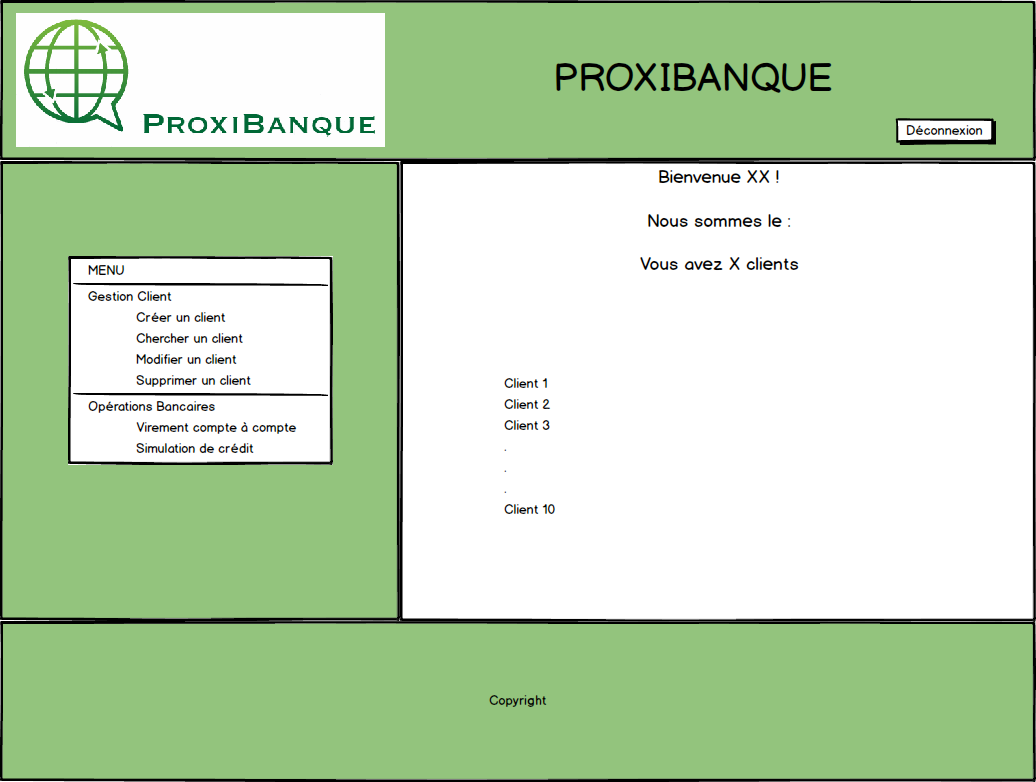 PROXIBANQUE
PROXIBANQUE
Déconnexion
MENU
Gestion Client
Créer un client
Chercher un client
Modifier un client
Supprimer un client
Opérations Bancaires
Virement compte à compte
Simulation de crédit
Bienvenue XX !
Nous sommes le :
Vous avez X clients
Client 1
Client 2
Client 3
.
.
.
Client 10
Copyright